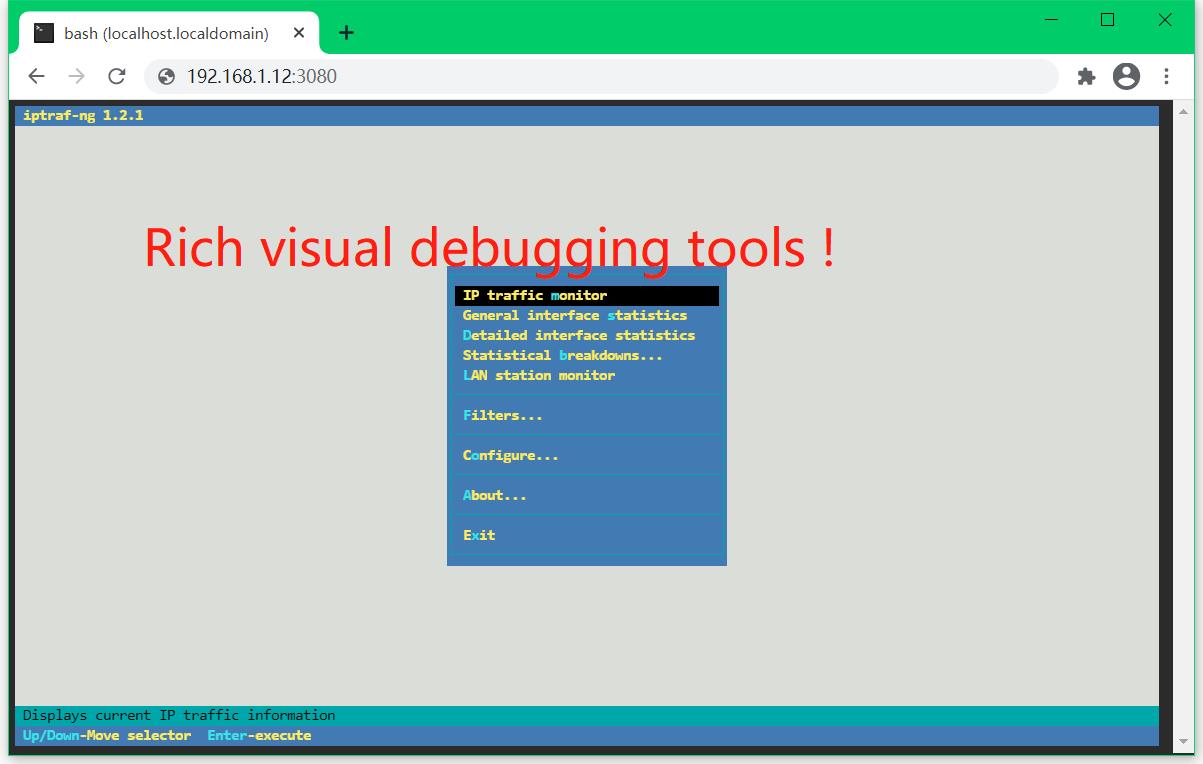 bash (localhost.localdomain)
192.168.1.12:3080
iptraf-ng 1.2.1
Rich visual debugging tools !
IP traffic monitor
General interface statistics
Detailed interface statistics
Statistical breakdowns...
LAN station monitor
Filters...
Configure...
About...
Exit
Displays current IP traffic information
Up/Down-Move selector  Enter-execute